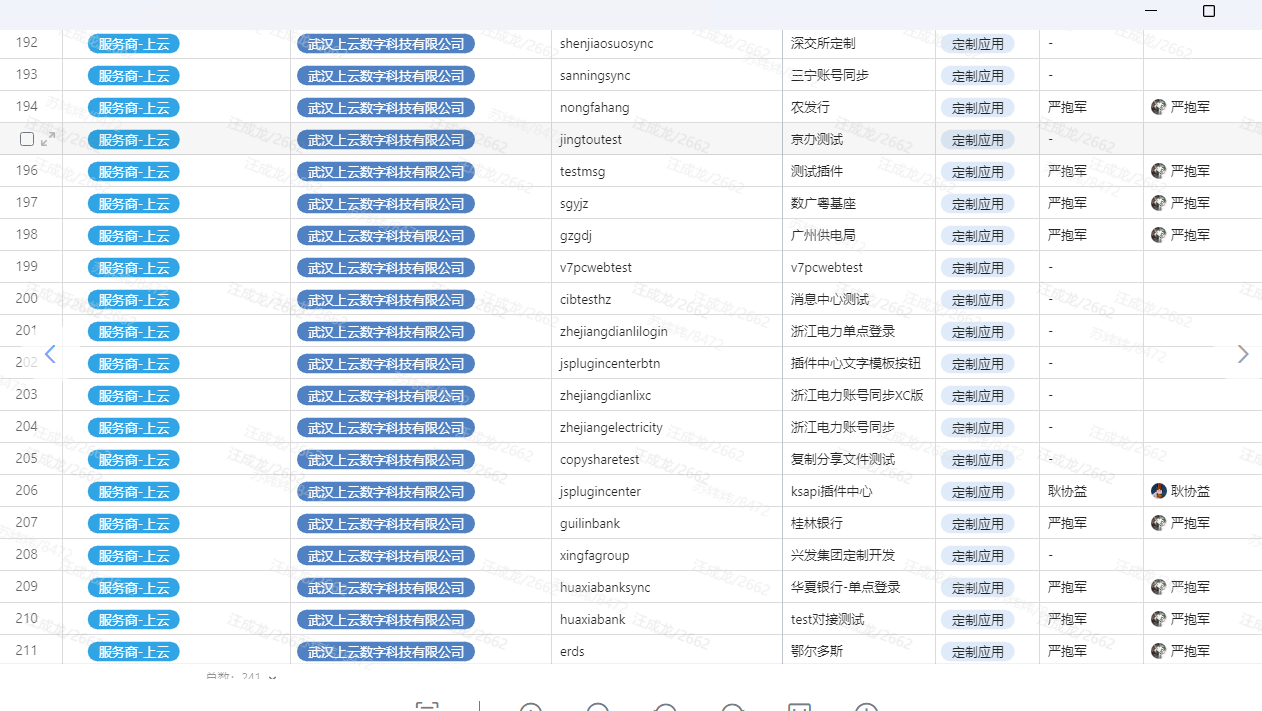 192 服务商-上云 武汉上云数字科技有限公司 shenjiaosuosync 深交所定制 定制应用 -
193 服务商-上云 武汉上云数字科技有限公司 sanningsync 三宁账号同步 定制应用 -
194 服务商-上云 武汉上云数字科技有限公司 nongfahang 农发行 定制应用 严抱军 严抱军
服务商-上云 武汉上云数字科技有限公司 jingtoutest 京办测试 定制应用 -
196 服务商-上云 武汉上云数字科技有限公司 testmsg 测试插件 定制应用 严抱军 严抱军
197 服务商-上云 武汉上云数字科技有限公司 sgyjz 数广粤基座 定制应用 严抱军 严抱军
198 服务商-上云 武汉上云数字科技有限公司 gzgdj 广州供电局 定制应用 严抱军 严抱军
199 服务商-上云 武汉上云数字科技有限公司 v7pcwebtest v7pcwebtest 定制应用 -
200 服务商-上云 武汉上云数字科技有限公司 cibtesthz 消息中心测试 定制应用 -
201 服务商-上云 武汉上云数字科技有限公司 zhejiangdianlilogin 浙江电力单点登录 定制应用 -
202 服务商-上云 武汉上云数字科技有限公司 jsplugincenterbtn 插件中心文字模板按钮 定制应用 -
203 服务商-上云 武汉上云数字科技有限公司 zhejiangdianlixc 浙江电力账号同步XC版 定制应用 -
204 服务商-上云 武汉上云数字科技有限公司 zhejiangelectricity 浙江电力账号同步 定制应用 -
205 服务商-上云 武汉上云数字科技有限公司 copysharetest 复制分享文件测试 定制应用 -
206 服务商-上云 武汉上云数字科技有限公司 jsplugincenter ksapi插件中心 定制应用 耿协益 耿协益
207 服务商-上云 武汉上云数字科技有限公司 guilinbank 桂林银行 定制应用 严抱军 严抱军
208 服务商-上云 武汉上云数字科技有限公司 xingfagroup 兴发集团定制开发 定制应用 -
209 服务商-上云 武汉上云数字科技有限公司 huaxiabanksync 华夏银行-单点登录 定制应用 严抱军 严抱军
210 服务商-上云 武汉上云数字科技有限公司 huaxiabank test对接测试 定制应用 严抱军 严抱军
211 服务商-上云 武汉上云数字科技有限公司 erds 鄂尔多斯 定制应用 严抱军 严抱军
总数: 241
汪成龙/2662